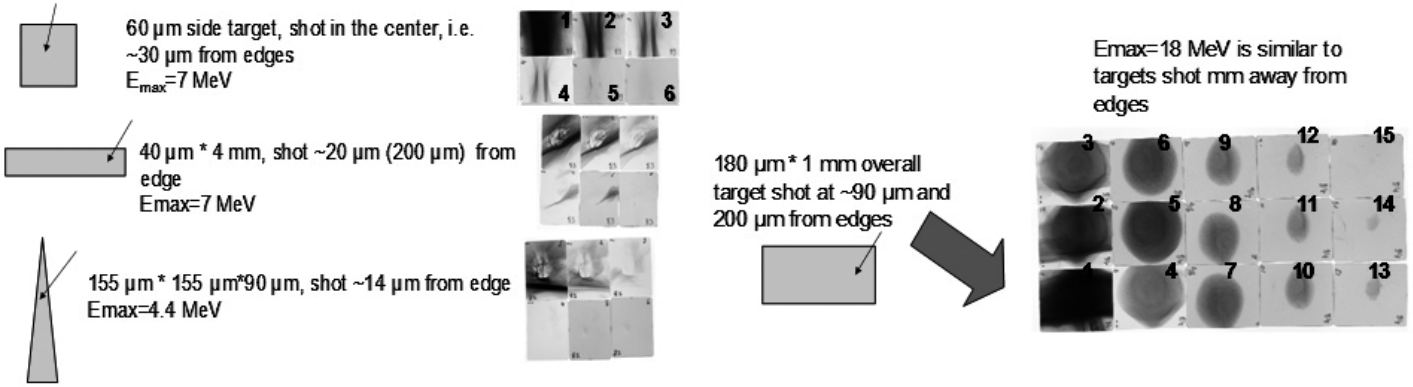 60 µm side target, shot in the center, i.e.
~30 µm from edges
Emax=7 MeV
1 2 3
4 5 6
40 µm * 4 mm, shot ~20 µm (200 µm) from
edge
Emax=7 MeV
155 µm * 155 µm*90 µm, shot ~14 µm from edge
Emax=4.4 MeV
180 µm * 1 mm overall
target shot at ~90 µm and
200 µm from edges
Emax=18 MeV is similar to
targets shot mm away from
edges
3 6 9 12 15
2 5 8 11 14
1 4 7 10 13